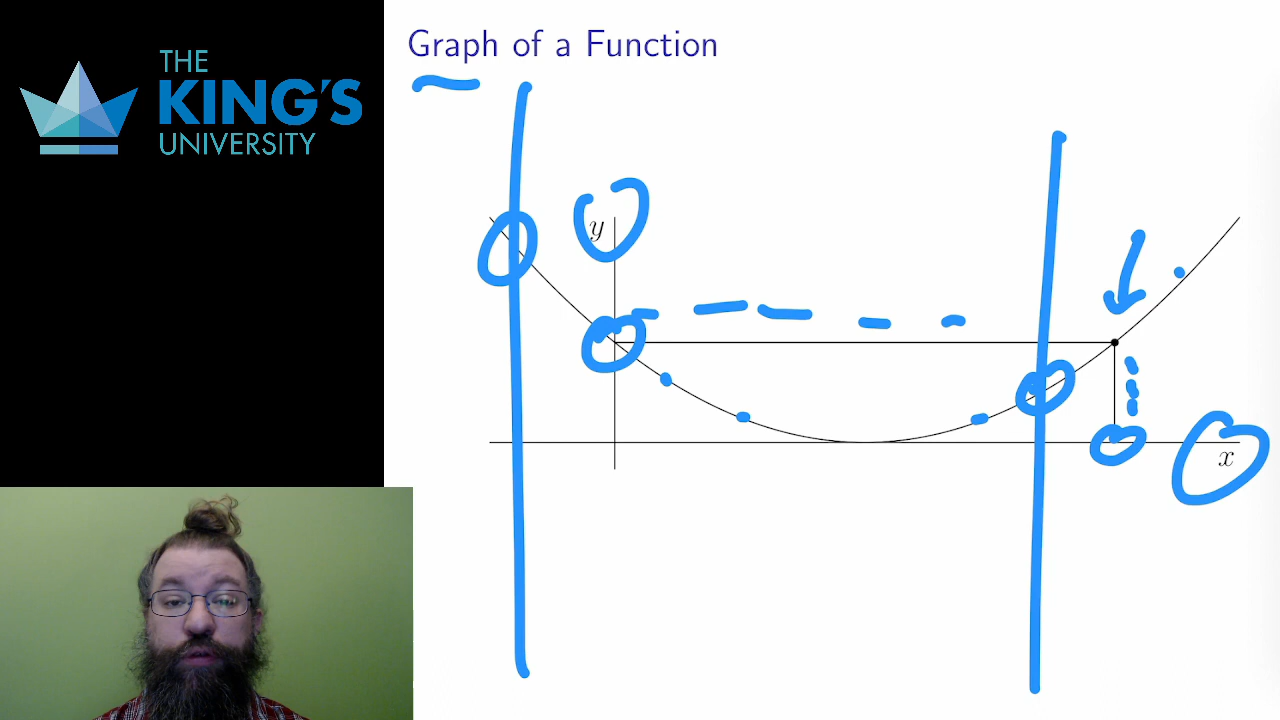 THE
KING'S
UNIVERSITY
Graph of a Function
y
x